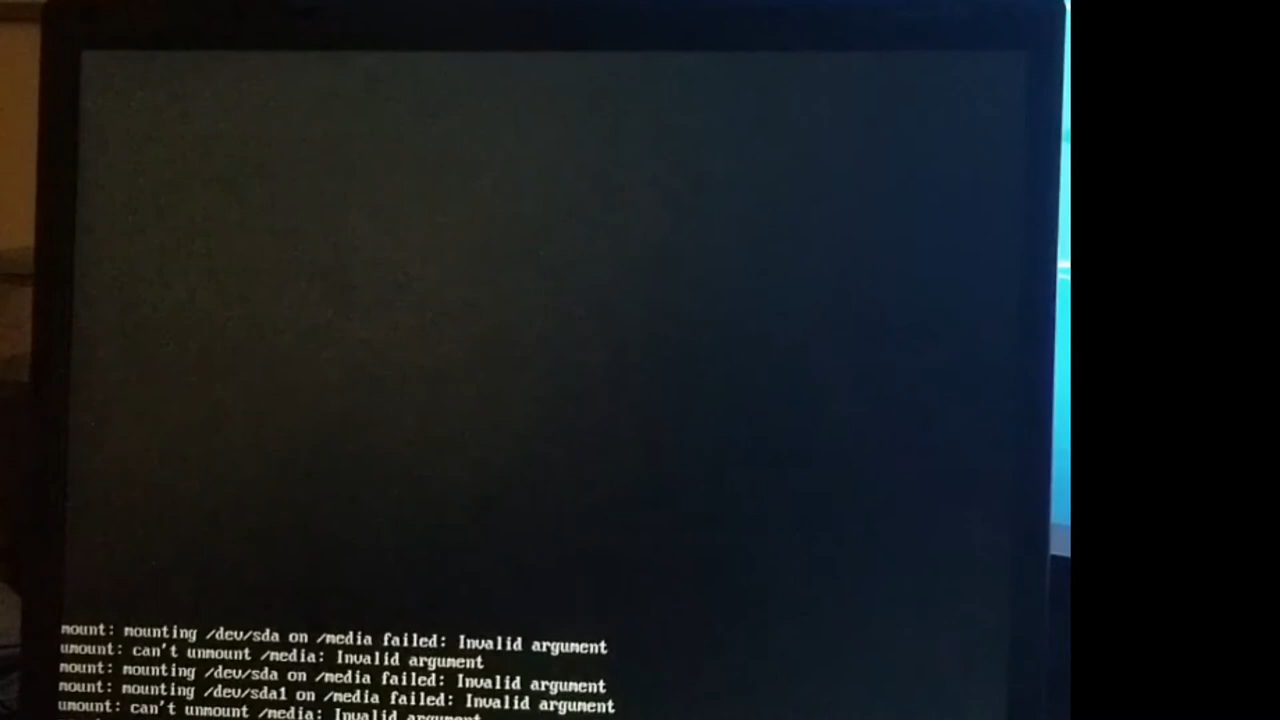 mount: mounting /dev/sda on /media failed: Invalid argument
umount: can't unmount /media: Invalid argument
mount: mounting /dev/sda on /media failed: Invalid argument
mount: mounting /dev/sda1 on /media failed: Invalid argument
umount: can't unmount /media: Invalid argument